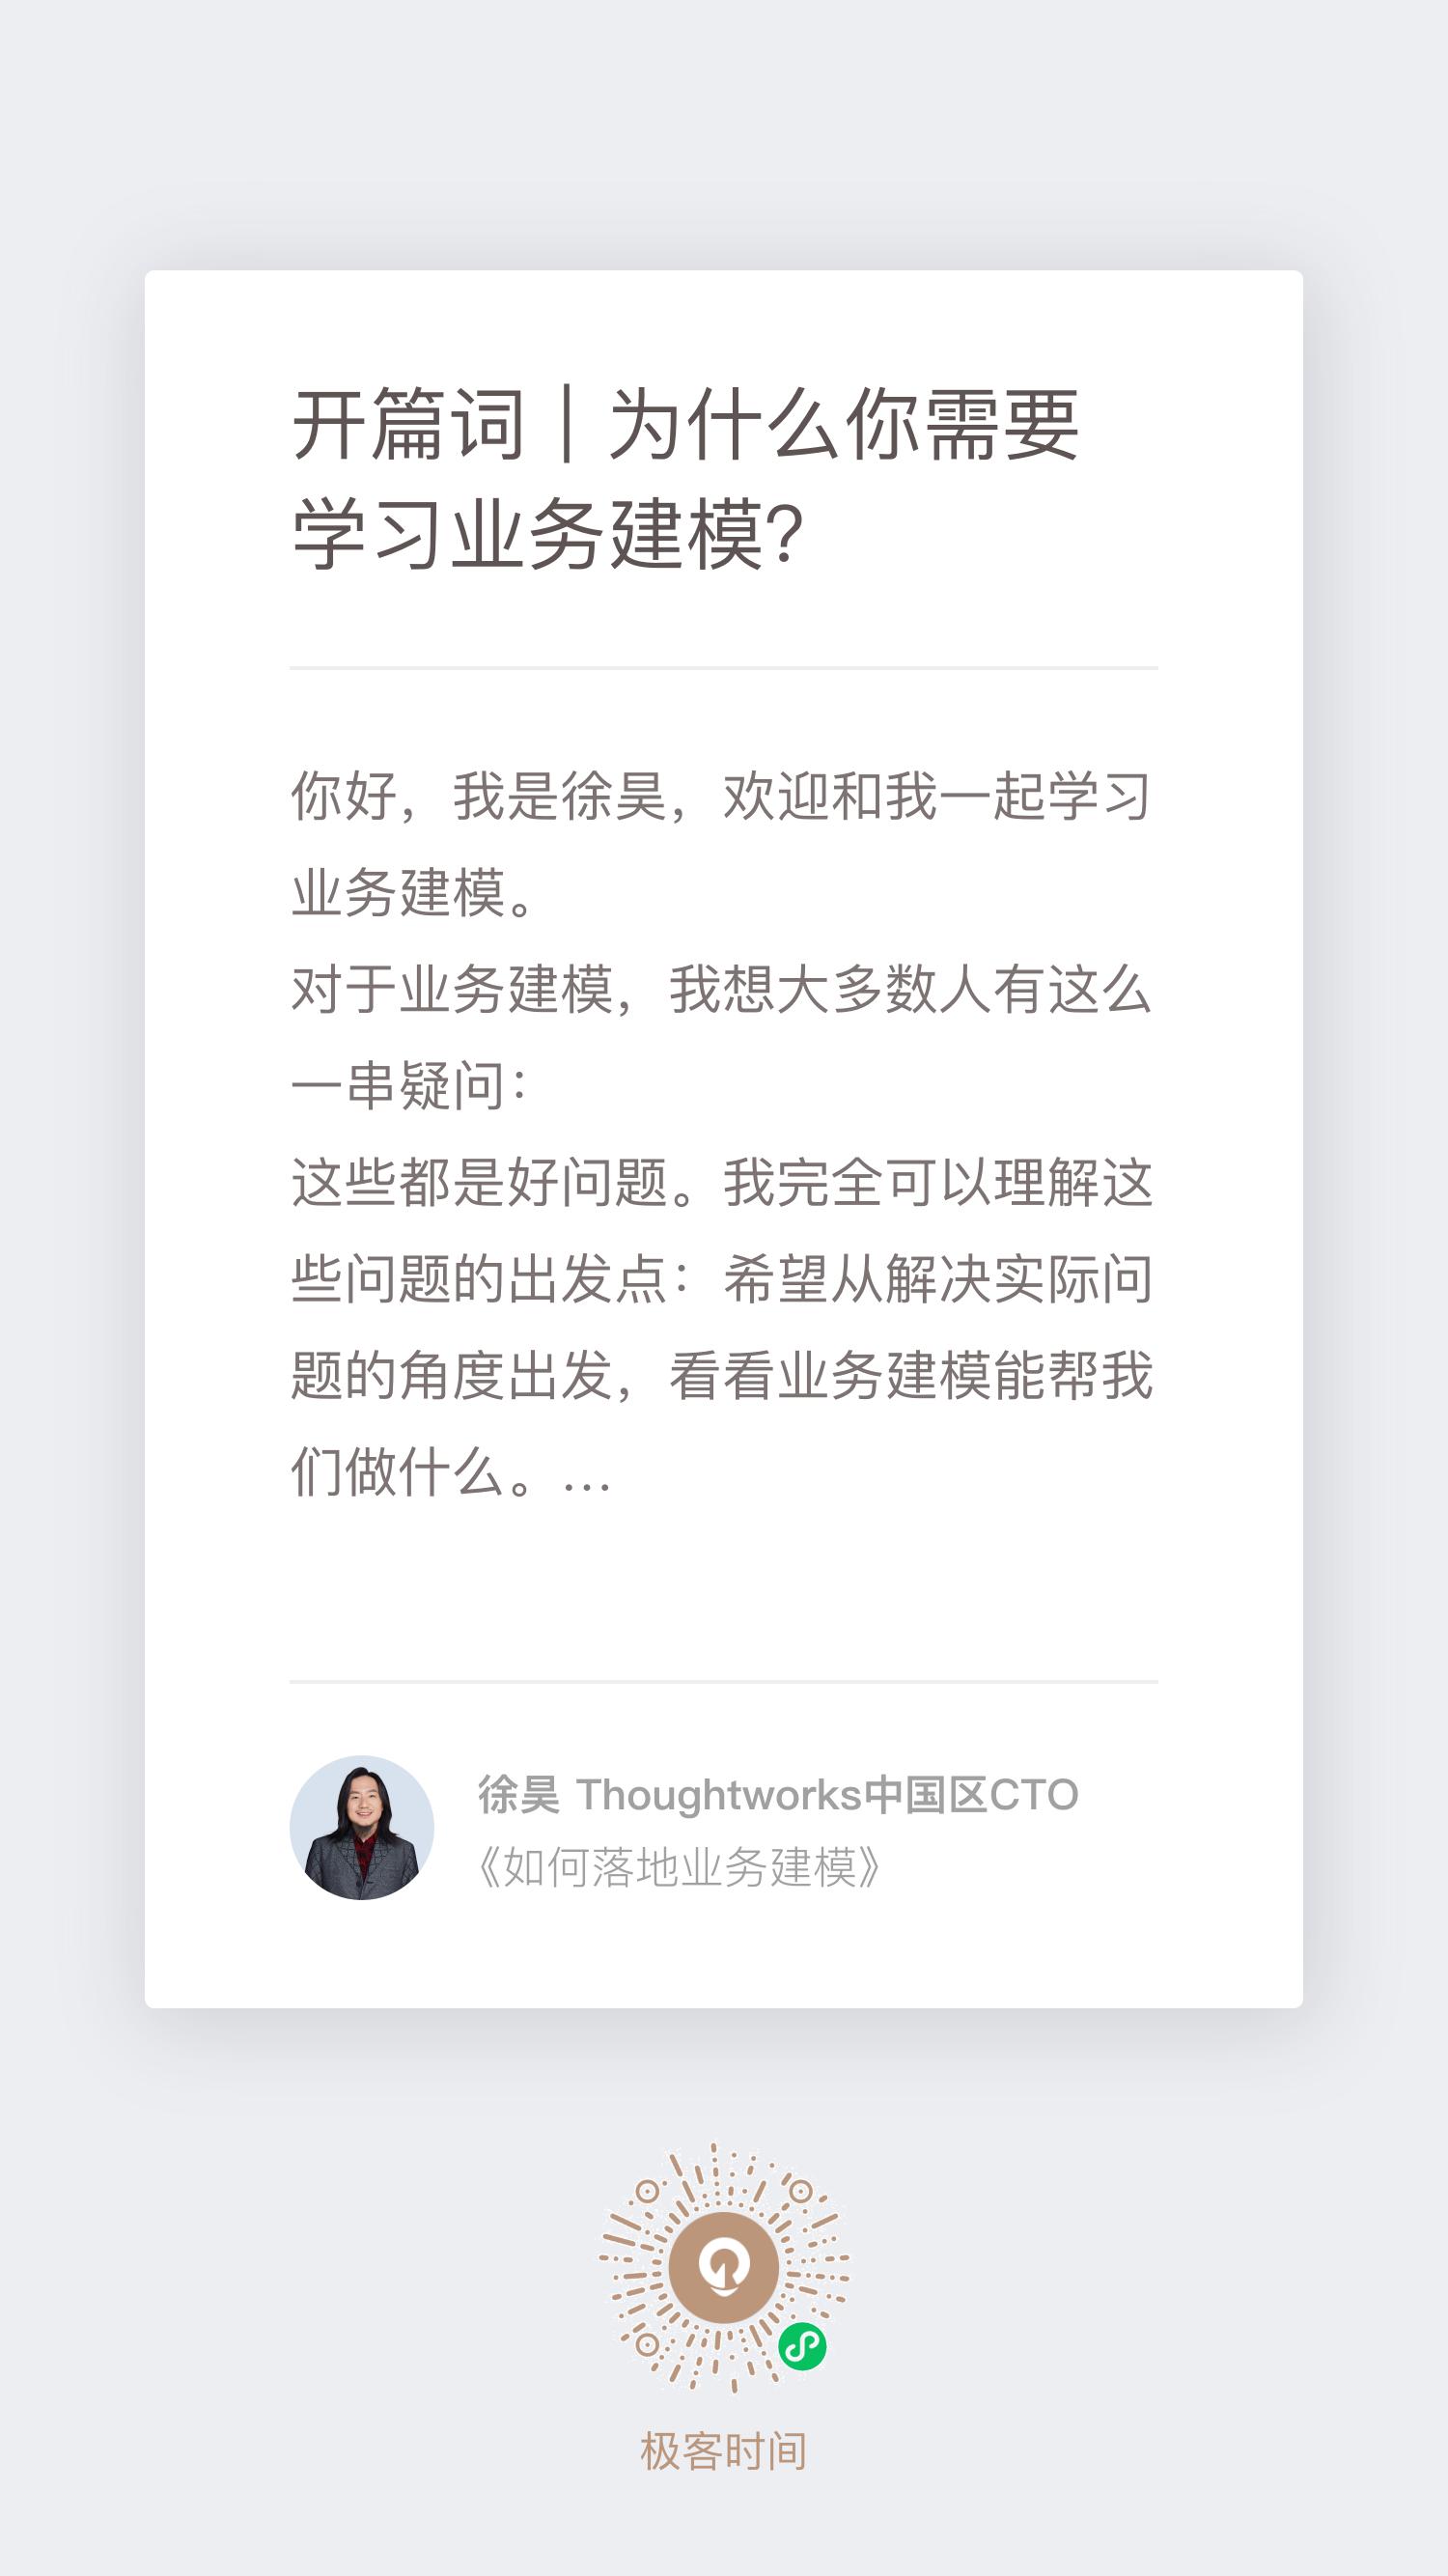 开篇词｜为什么你需要
学习业务建模？
你好，我是徐昊，欢迎和我一起学习
业务建模。
对于业务建模，我想大多数人有这么
一串疑问：
这些都是好问题。我完全可以理解这
些问题的出发点：希望从解决实际问
题的角度出发，看看业务建模能帮我
们做什么。...
徐昊 Thoughtworks中国区CTO
《如何落地业务建模》
极客时间